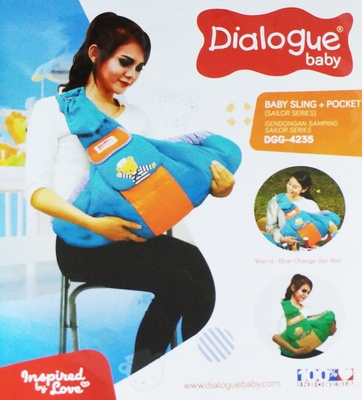 Dialogue®
baby
BABY SLING + POCKET
(SAILOR SERIES)
GENDONGAN SAMPING
SAILOR SERIES
DGG-4235
Warna : Blue-Orange dan Red
Inspired
by
Love
www.dialoguebaby.com
100%